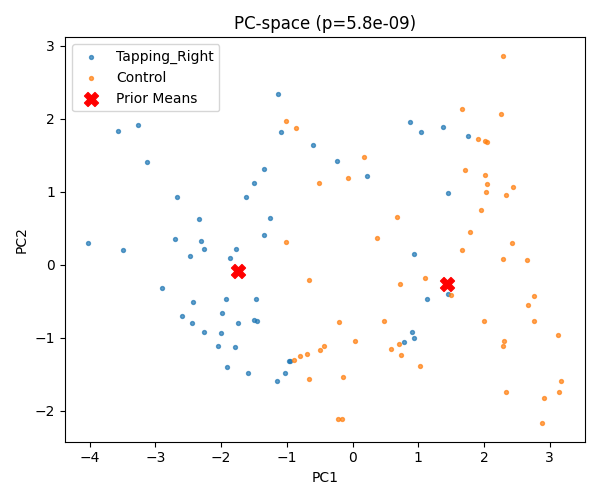 PC-space (p=5.8e-09)
Tapping_Right
Control
Prior Means
PC2
3
2
1
0
−1
−2
−4 −3 −2 −1 0 1 2 3
PC1